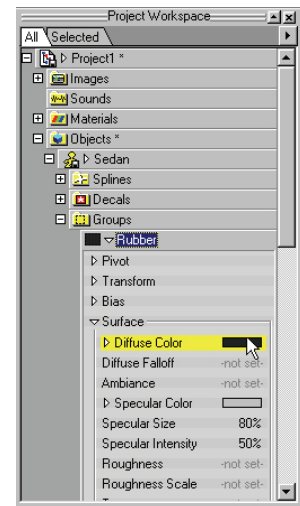 Project Workspace
All Selected
Project1 *
Images
Sounds
Materials
Objects *
Sedan
Splines
Decals
Groups
Rubber
Pivot
Transform
Bias
Surface
Diffuse Color
Diffuse Falloff -not set-
Ambiance -not set-
Specular Color
Specular Size 80%
Specular Intensity 50%
Roughness -not set-
Roughness Scale -not set-